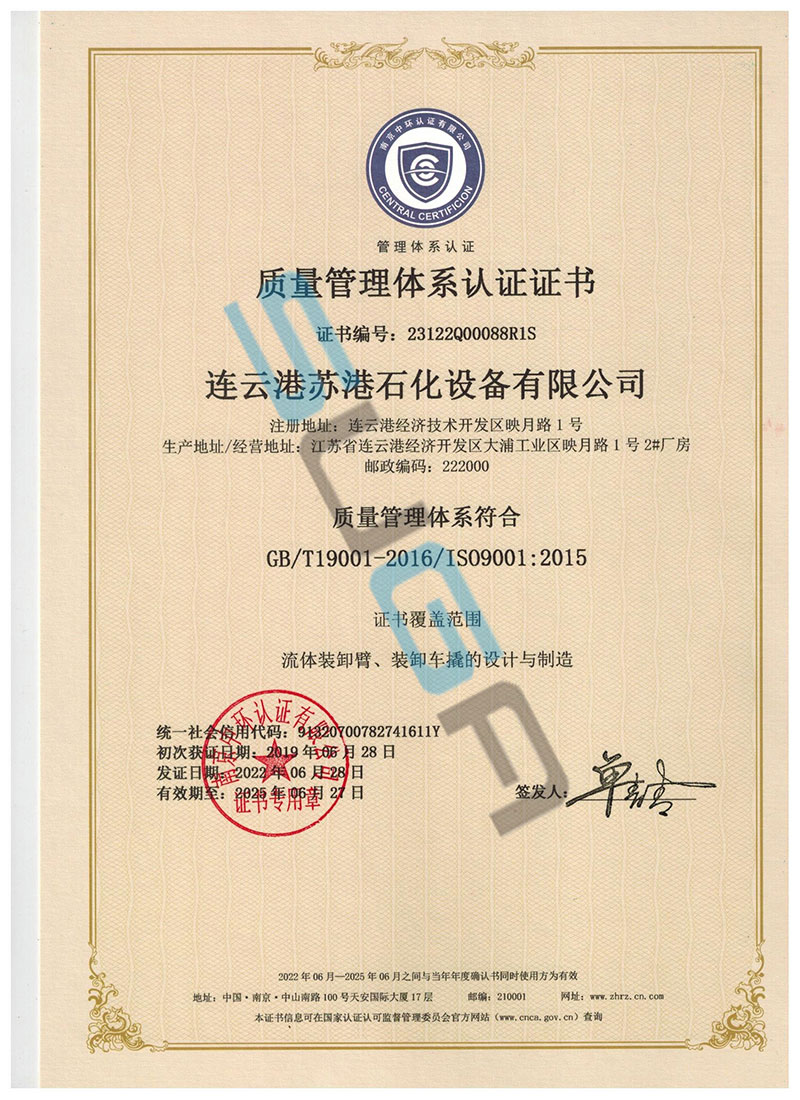 南京中环认证有限公司
CENTRAL CERTIFICION
管理体系认证
质量管理体系认证证书
证书编号：23122Q00088R1S
连云港苏港石化设备有限公司
注册地址：连云港经济技术开发区映月路1号
生产地址/经营地址：江苏省连云港经济开发区大浦工业区映月路1号2#厂房
邮政编码：222000
质量管理体系符合
GB/T19001-2016/ISO9001:2015
证书覆盖范围
流体装卸臂、装卸车撬的设计与制造
统一社会信用代码：91320700782741611Y
初次获证日期：2019年06月28日
发证日期：2022年06月28日
有效期至：2025年06月27日
南京中环认证有限公司
证书专用章
签发人：
SUGA
2022年06月—2025年06月之间与当年年度确认书同时使用方为有效
地址：中国·南京·中山南路100号天安国际大厦17层 邮编：210001 网址：www.zhrz.cn.com
本证书信息可在国家认证认可监督管理委员会官方网站（www.cnca.gov.cn）查询